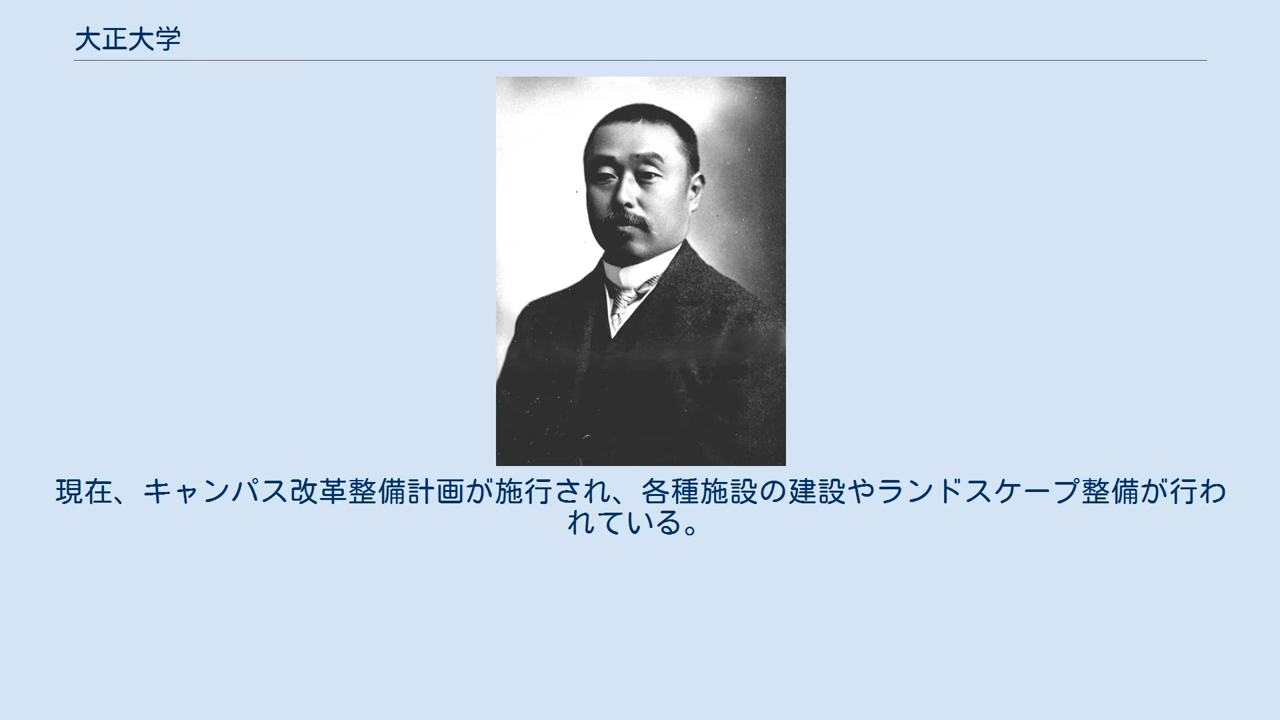 大正大学
現在、キャンパス改革整備計画が施行され、各種施設の建設やランドスケープ整備が行わ
れている。